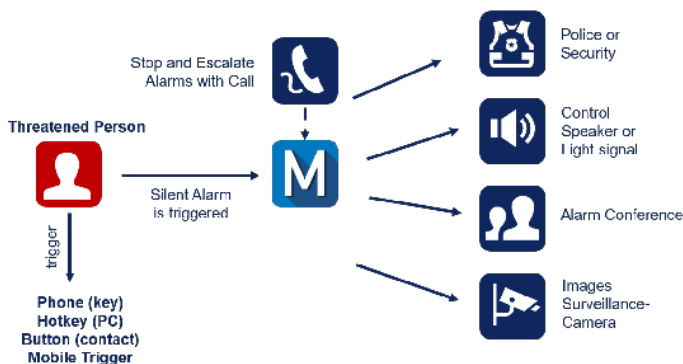 Stop and Escalate
Alarms with Call
Police or
Security
Threatened Person
M
Control
Speaker or
Light signal
Silent Alarm
is triggered
Alarm Conference
trigger
Phone (key)
Hotkey (PC)
Button (contact)
Mobile Trigger
Images
Surveillance-
Camera